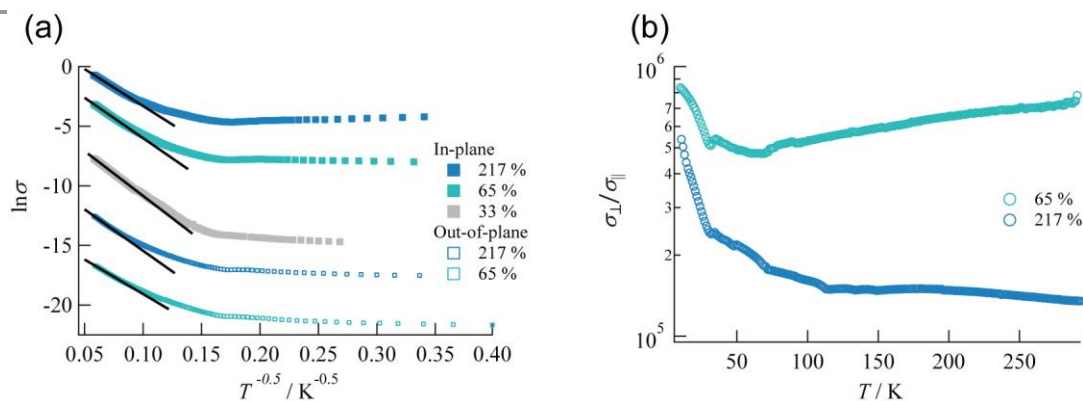 (a)
0
-5
-10
-15
-20
lnσ
In-plane
217 %
65 %
33 %
Out-of-plane
217 %
65 %
0.05 0.10 0.15 0.20 0.25 0.30 0.35 0.40
T^-0.5 / K^-0.5
(b)
10^6
7
6
5
4
3
2
10^5
σ⊥/σ∥
65 %
217 %
50 100 150 200 250
T / K